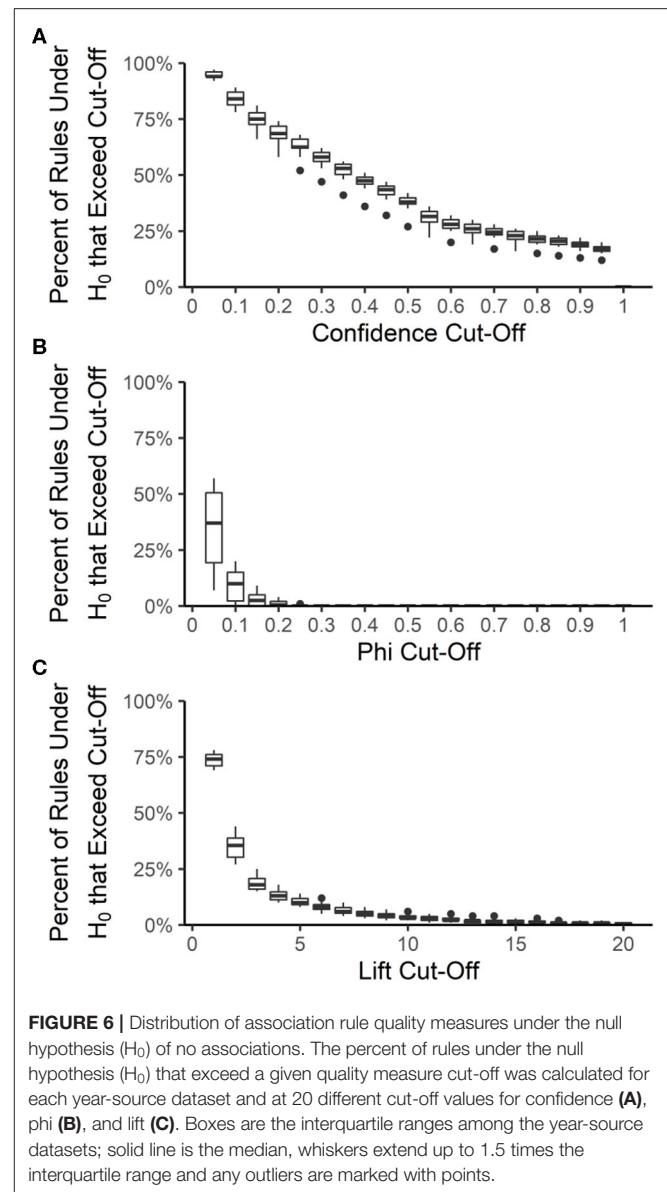 A
Percent of Rules Under
H₀ that Exceed Cut-Off
100%
75%
50%
25%
0%
0 0.1 0.2 0.3 0.4 0.5 0.6 0.7 0.8 0.9 1
Confidence Cut-Off
B
Percent of Rules Under
H₀ that Exceed Cut-Off
100%
75%
50%
25%
0%
0 0.1 0.2 0.3 0.4 0.5 0.6 0.7 0.8 0.9 1
Phi Cut-Off
C
Percent of Rules Under
H₀ that Exceed Cut-Off
100%
75%
50%
25%
0%
0 5 10 15 20
Lift Cut-Off
FIGURE 6 | Distribution of association rule quality measures under the null
hypothesis (H₀) of no associations. The percent of rules under the null
hypothesis (H₀) that exceed a given quality measure cut-off was calculated for
each year-source dataset and at 20 different cut-off values for confidence (A),
phi (B), and lift (C). Boxes are the interquartile ranges among the year-source
datasets; solid line is the median, whiskers extend up to 1.5 times the
interquartile range and any outliers are marked with points.